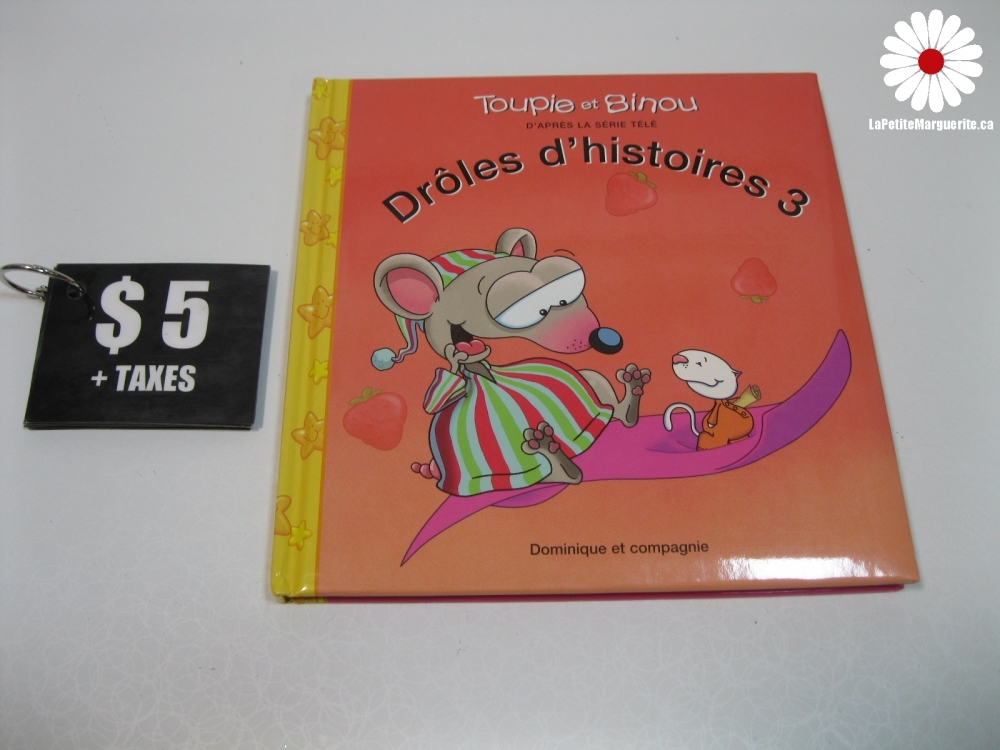 LaPetiteMarguerite.ca
Toupie et Binou
D'APRÈS LA SÉRIE TÉLÉ
Drôles d'histoires 3
$ 5
+ TAXES
Dominique et compagnie